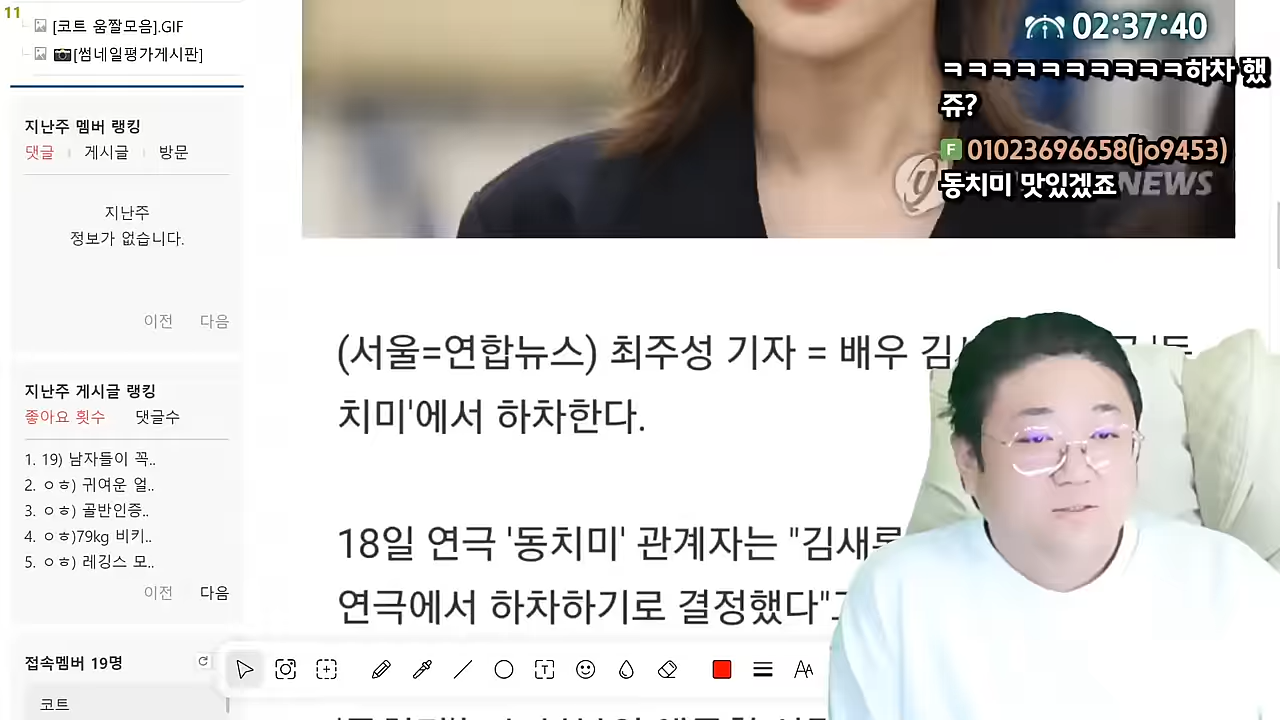 11
[코트 움짤모음].GIF
[썸네일평가게시판]
지난주 멤버 랭킹
댓글 게시글 방문
지난주
정보가 없습니다.
이전 다음
지난주 게시글 랭킹
좋아요 횟수 댓글수
1. 19) 남자들이 꼭..
2. ㅇㅎ) 귀여운 얼..
3. ㅇㅎ) 골반인증..
4. ㅇㅎ)79kg 비키..
5. ㅇㅎ) 레깅스 모..
이전 다음
접속멤버 19명
코트
02:37:40
ㅋㅋㅋㅋㅋㅋㅋㅋㅋㅋ하차 했
쥬?
F 01023696658(jo9453)
동치미 맛있겠죠
NEWS
(서울=연합뉴스) 최주성 기자 = 배우
치미'에서 하차한다.
18일 연극 '동치미' 관계자는 "김새
연극에서 하차하기로 결정했다"